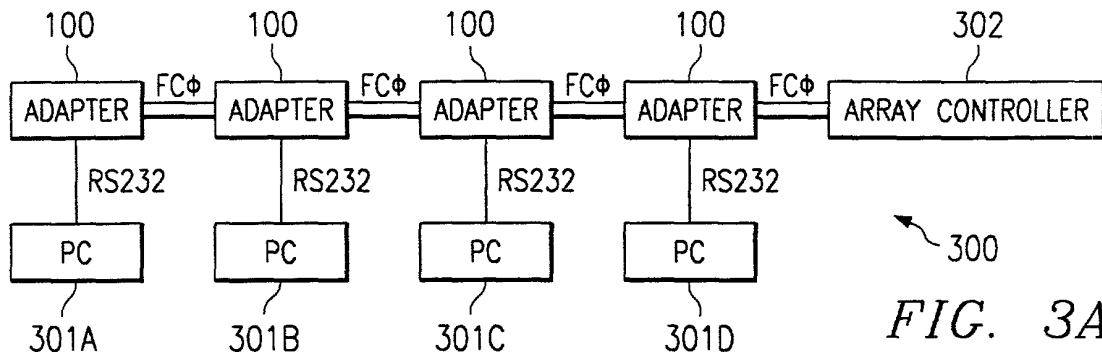 100 100 100 100 302
FCΦ FCΦ FCΦ FCΦ
ADAPTER ADAPTER ADAPTER ADAPTER ARRAY CONTROLLER
RS232 RS232 RS232 RS232
PC PC PC PC
300
301A 301B 301C 301D
FIG. 3A